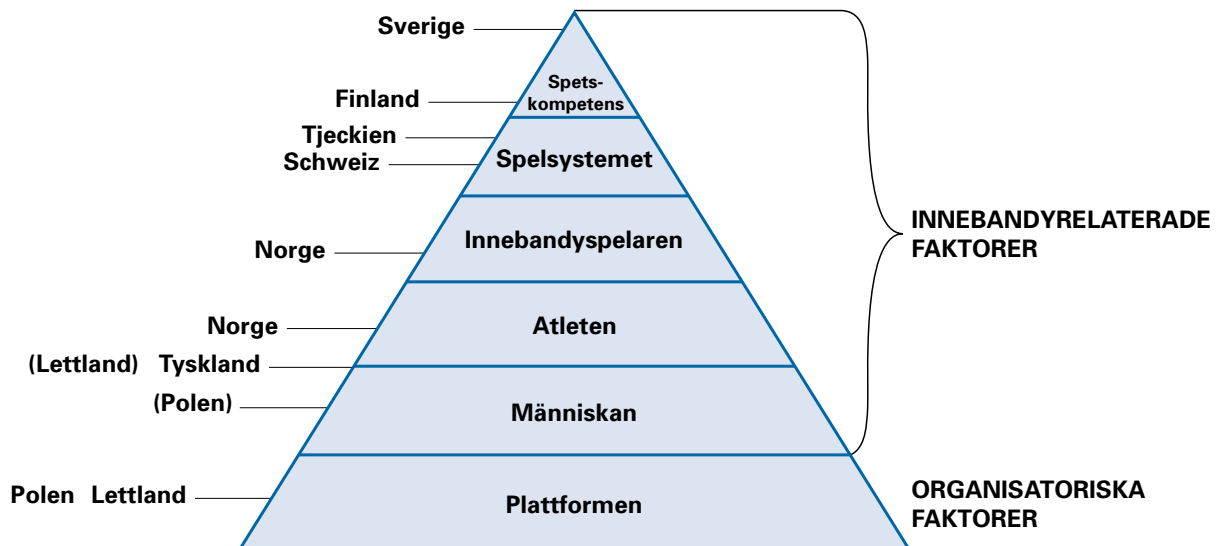 Sverige
Spets-
kompetens
Finland
Tjeckien
Schweiz
Spelsystemet
INNEBANDYRELATERADE
FAKTORER
Innebandyspelaren
Norge
Norge
Atleten
(Lettland) Tyskland
(Polen)
Människan
Polen Lettland
Plattformen
ORGANISATORISKA
FAKTORER